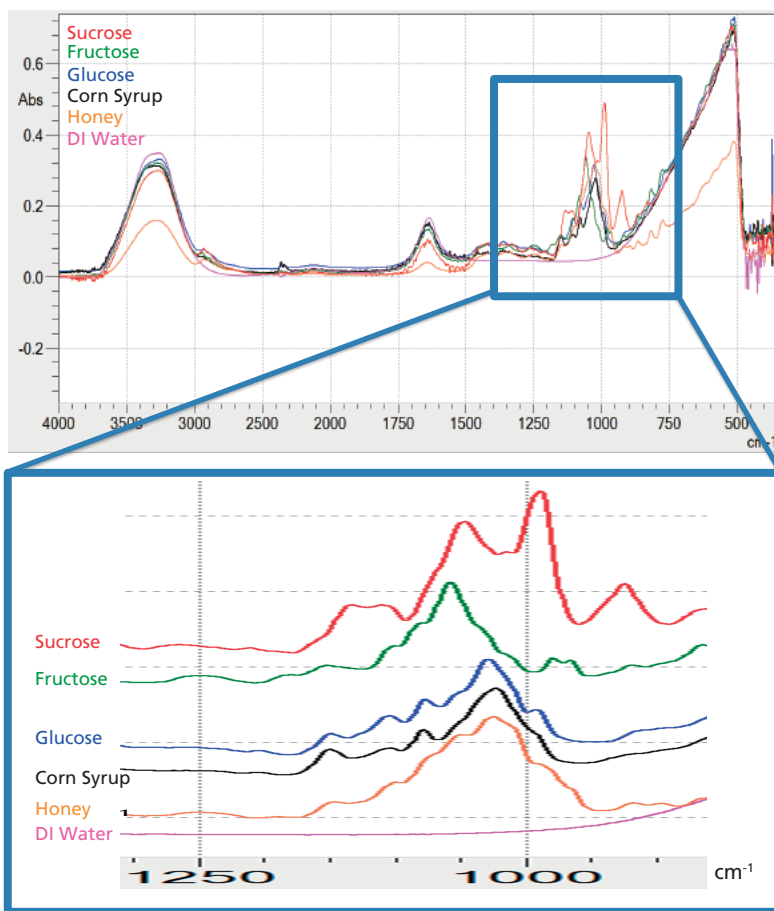 Sucrose
Fructose
Glucose
Corn Syrup
Honey
DI Water
0.6
Abs
0.4
0.2
0.0
-0.2
4000 3500 3000 2500 2000 1750 1500 1250 1000 750 500
cm-1
Sucrose
Fructose
Glucose
Corn Syrup
Honey
DI Water
1250 1000 cm-1